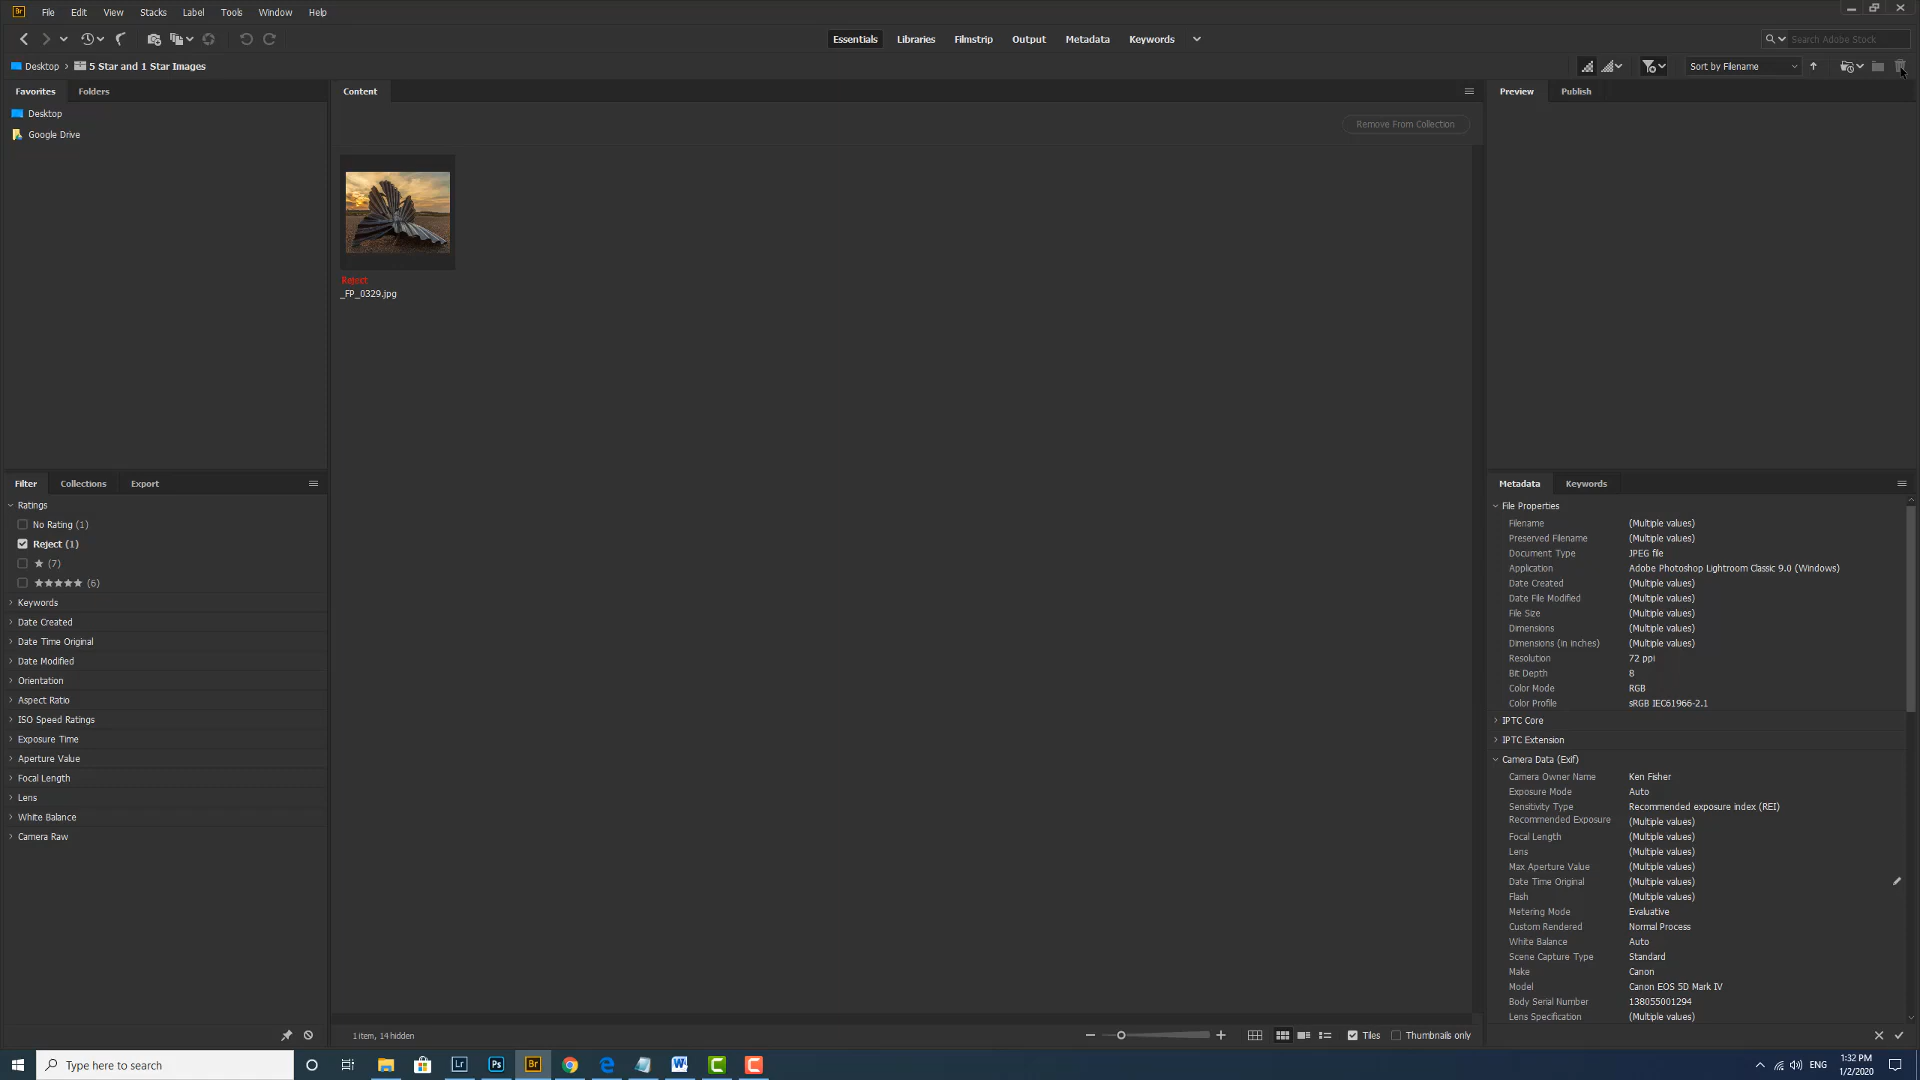 Br File Edit View Stacks Label Tools Window Help
Essentials Libraries Filmstrip Output Metadata Keywords
Search Adobe Stock
Desktop 5 Star and 1 Star Images
Sort by Filename
Favorites Folders
Desktop
Google Drive
Content
Remove From Collection
Reject
_FP_0329.jpg
Preview Publish
Filter Collections Export
Ratings
No Rating (1)
Reject (1)
★ (7)
★★★★★ (6)
Keywords
Date Created
Date Time Original
Date Modified
Orientation
Aspect Ratio
ISO Speed Ratings
Exposure Time
Aperture Value
Focal Length
Lens
White Balance
Camera Raw
Metadata Keywords
File Properties
Filename (Multiple values)
Preserved Filename (Multiple values)
Document Type JPEG file
Application Adobe Photoshop Lightroom Classic 9.0 (Windows)
Date Created (Multiple values)
Date File Modified (Multiple values)
File Size (Multiple values)
Dimensions (Multiple values)
Dimensions (in inches) (Multiple values)
Resolution 72 ppi
Bit Depth 8
Color Mode RGB
Color Profile sRGB IEC61966-2.1
IPTC Core
IPTC Extension
Camera Data (Exif)
Camera Owner Name Ken Fisher
Exposure Mode Auto
Sensitivity Type Recommended exposure index (REI)
Recommended Exposure (Multiple values)
Focal Length (Multiple values)
Lens (Multiple values)
Max Aperture Value (Multiple values)
Date Time Original (Multiple values)
Flash (Multiple values)
Metering Mode Evaluative
Custom Rendered Normal Process
White Balance Auto
Scene Capture Type Standard
Make Canon
Model Canon EOS 5D Mark IV
Body Serial Number 138055001294
Lens Specification (Multiple values)
1 item, 14 hidden
Tiles Thumbnails only
Type here to search
Lr Ps Br
ENG
1:32 PM
1/2/2020